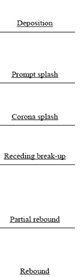 Deposition
Prompt splash
Corona splash
Receding break-up
Partial rebound
Rebound